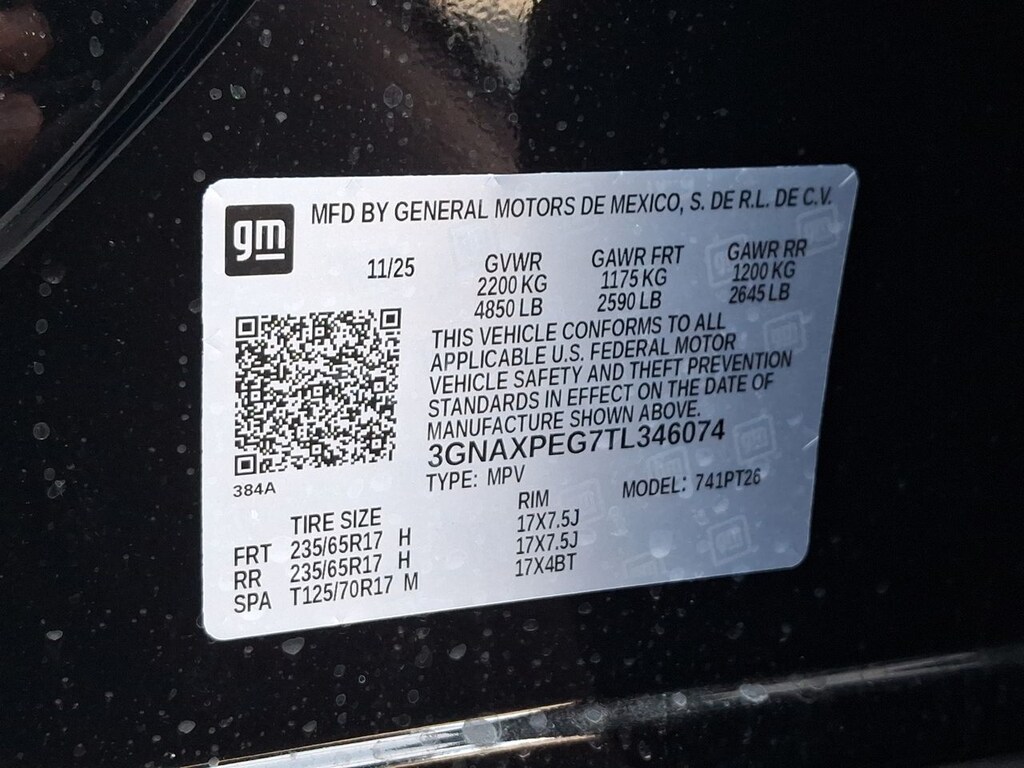 gm
MFD BY GENERAL MOTORS DE MEXICO, S. DE R.L. DE C.V.
11/25
GVWR GAWR FRT GAWR RR
2200 KG 1175 KG 1200 KG
4850 LB 2590 LB 2645 LB
THIS VEHICLE CONFORMS TO ALL
APPLICABLE U.S. FEDERAL MOTOR
VEHICLE SAFETY AND THEFT PREVENTION
STANDARDS IN EFFECT ON THE DATE OF
MANUFACTURE SHOWN ABOVE.
3GNAXPEG7TL346074
384A
TYPE: MPV MODEL: 741PT26
TIRE SIZE RIM
FRT 235/65R17 H 17X7.5J
RR 235/65R17 H 17X7.5J
SPA T125/70R17 M 17X4BT